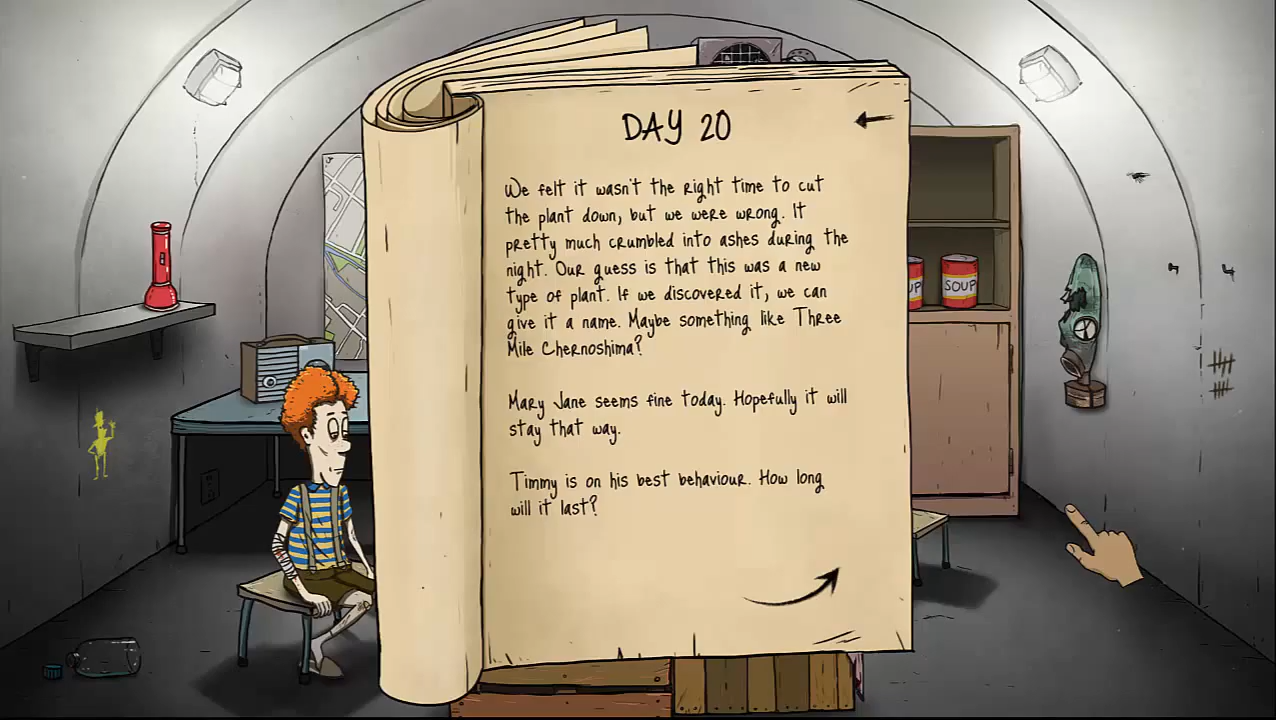 DAY 20
We felt it wasn't the right time to cut
the plant down, but we were wrong. It
pretty much crumbled into ashes during the
night. Our guess is that this was a new
type of plant. If we discovered it, we can
give it a name. Maybe something like Three
Mile Chernoshima?
Mary Jane seems fine today. Hopefully it will
stay that way.
Timmy is on his best behaviour. How long
will it last?
UP
SOUP